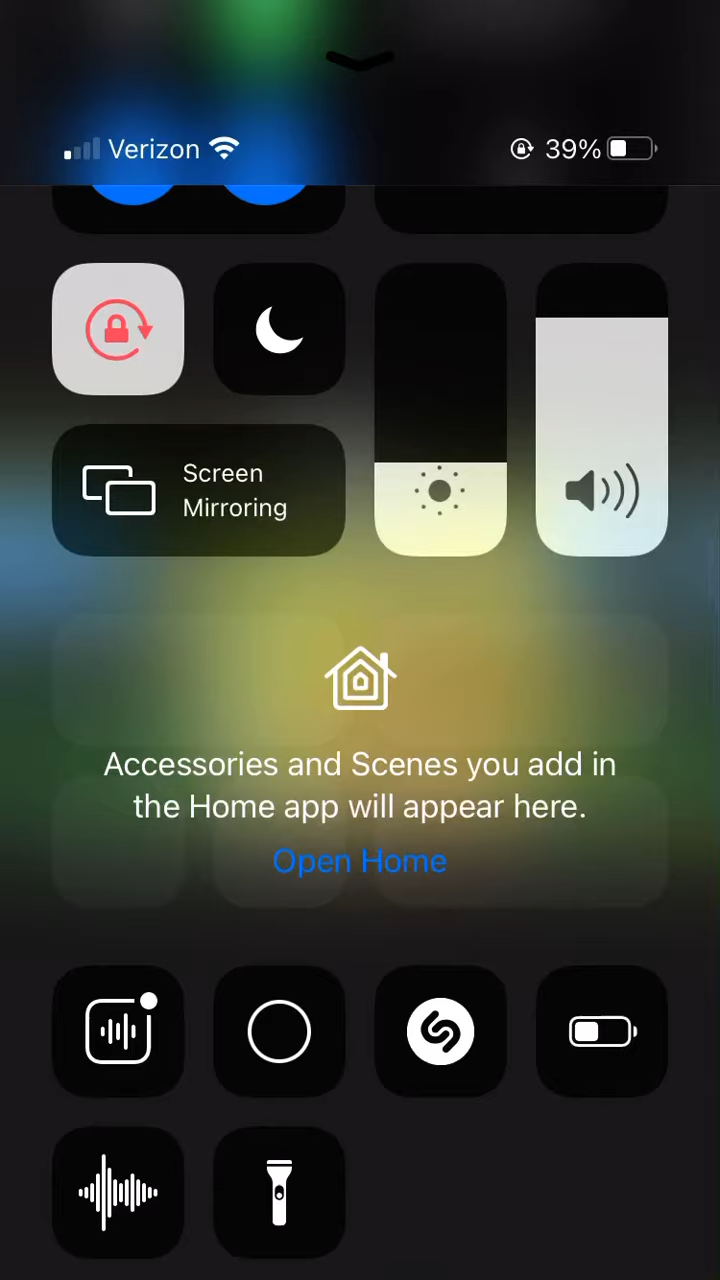 Verizon
39%
Screen
Mirroring
Accessories and Scenes you add in
the Home app will appear here.
Open Home